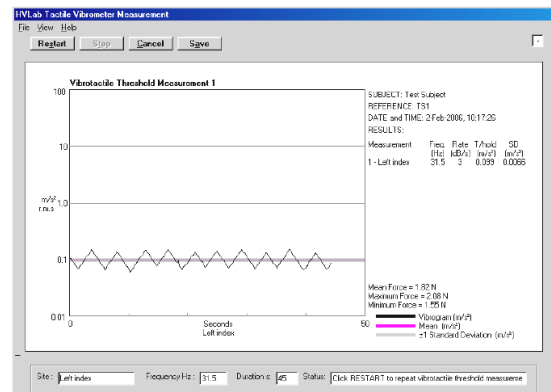 HVLab Tactile Vibrometer Measurement
File View Help
Restart Stop Cancel Save
Vibrotactile Threshold Measurement 1
100
10
m/s² 1.0
r.m.s
0.1
0.01
0 Seconds 60
Left index
SUBJECT: Test Subject
REFERENCE: TS1
DATE and TIME: 2-Feb-2006, 10:17:26
RESULTS:
Measurement Freq. Rate T/hold SD
(Hz) (dB/s) (m/s²) (m/s²)
1 - Left index 31.5 3 0.099 0.0066
Mean Force = 1.82 N
Maximum Force = 2.08 N
Minimum Force = 1.55 N
Vibrogram (m/s²)
Mean (m/s²)
±1 Standard Deviation (m/s²)
Site: Left index Frequency Hz: 31.5 Duration s: 45 Status: Click RESTART to repeat vibrotactile threshold measureme